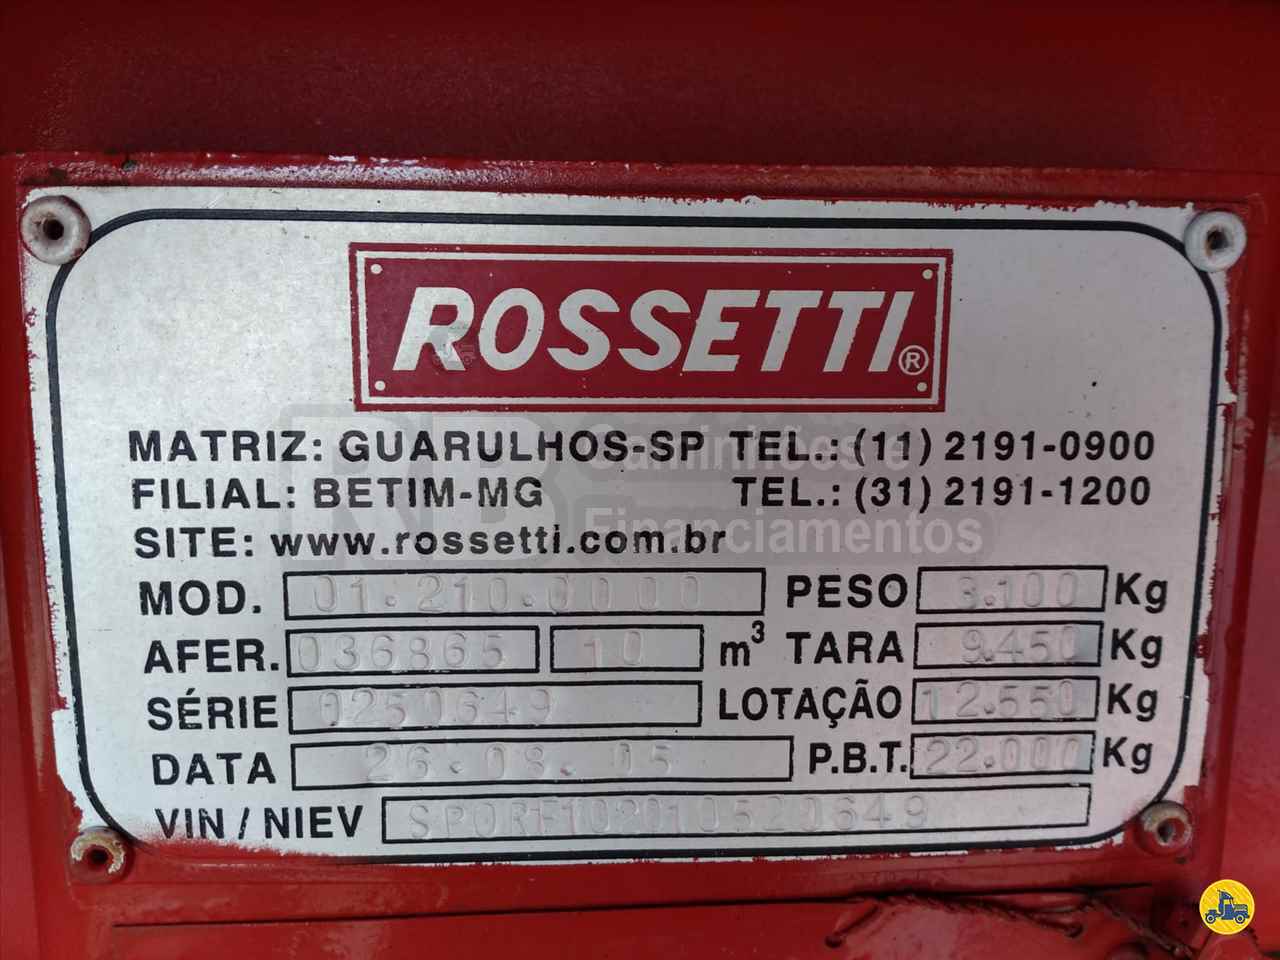 ROSSETTI®
MATRIZ: GUARULHOS-SP TEL.: (11) 2191-0900
FILIAL: BETIM-MG TEL.: (31) 2191-1200
SITE: www.rossetti.com.br
MOD. 01.210.0000 PESO 3.100 Kg
AFER. 036865 10 m³ TARA 9.450 Kg
SÉRIE 0250649 LOTAÇÃO 12.550 Kg
DATA 26.08.05 P.B.T. 22.000 Kg
VIN / NIEV
RB Caminhões e
Financiamentos